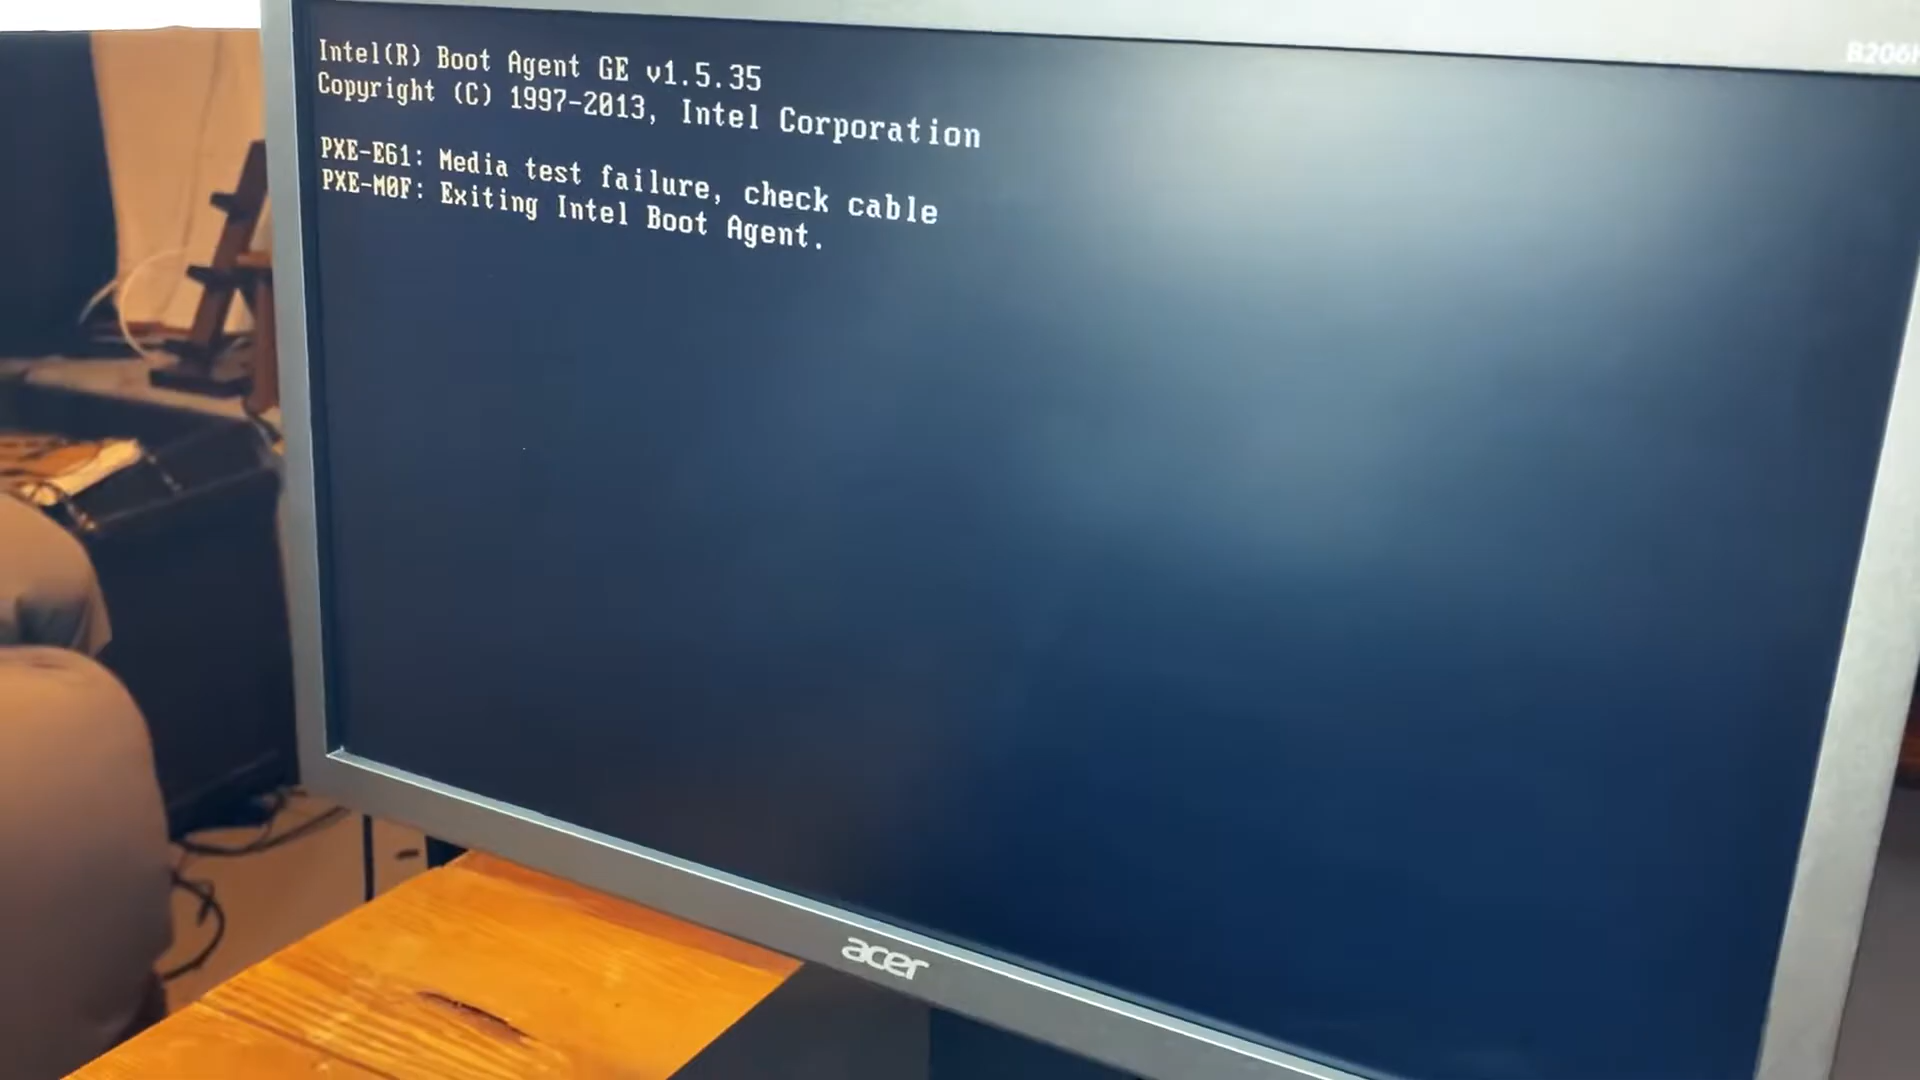 Intel(R) Boot Agent GE v1.5.35
Copyright (C) 1997-2013, Intel Corporation
PXE-E61: Media test failure, check cable
PXE-M0F: Exiting Intel Boot Agent.
acer